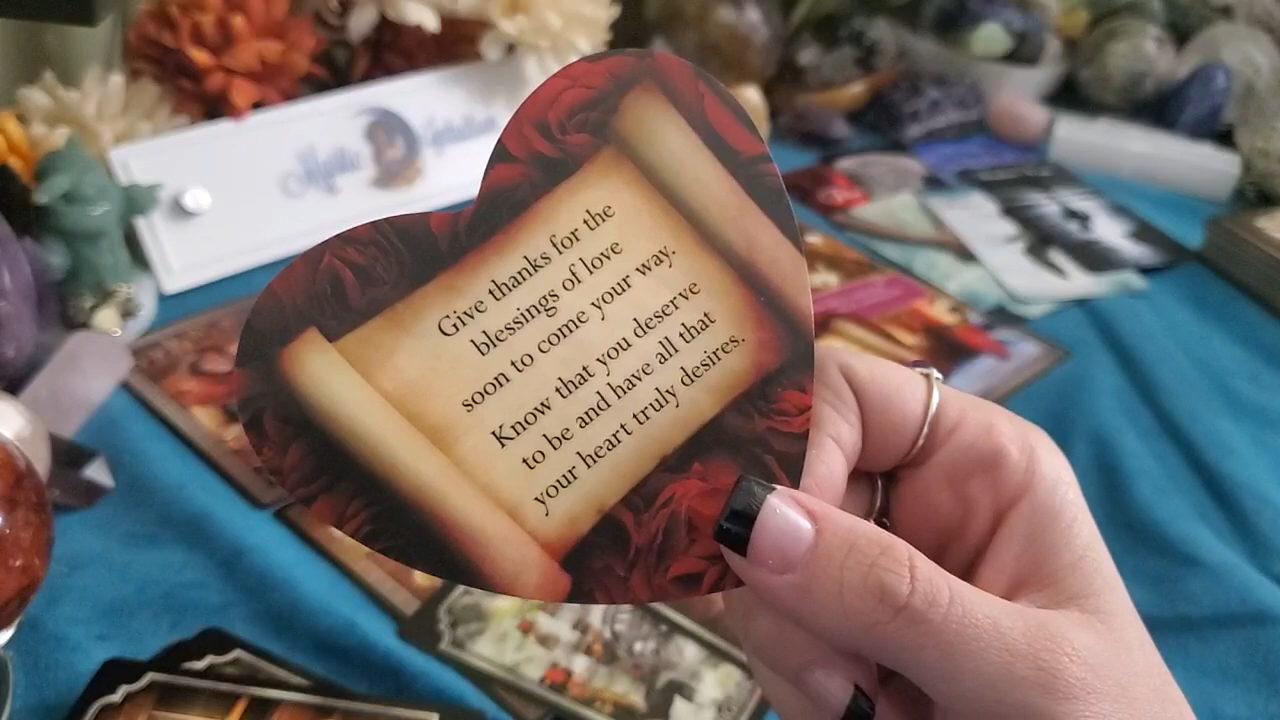 Give thanks for the
blessings of love
soon to come your way.
Know that you deserve
to be and have all that
your heart truly desires.